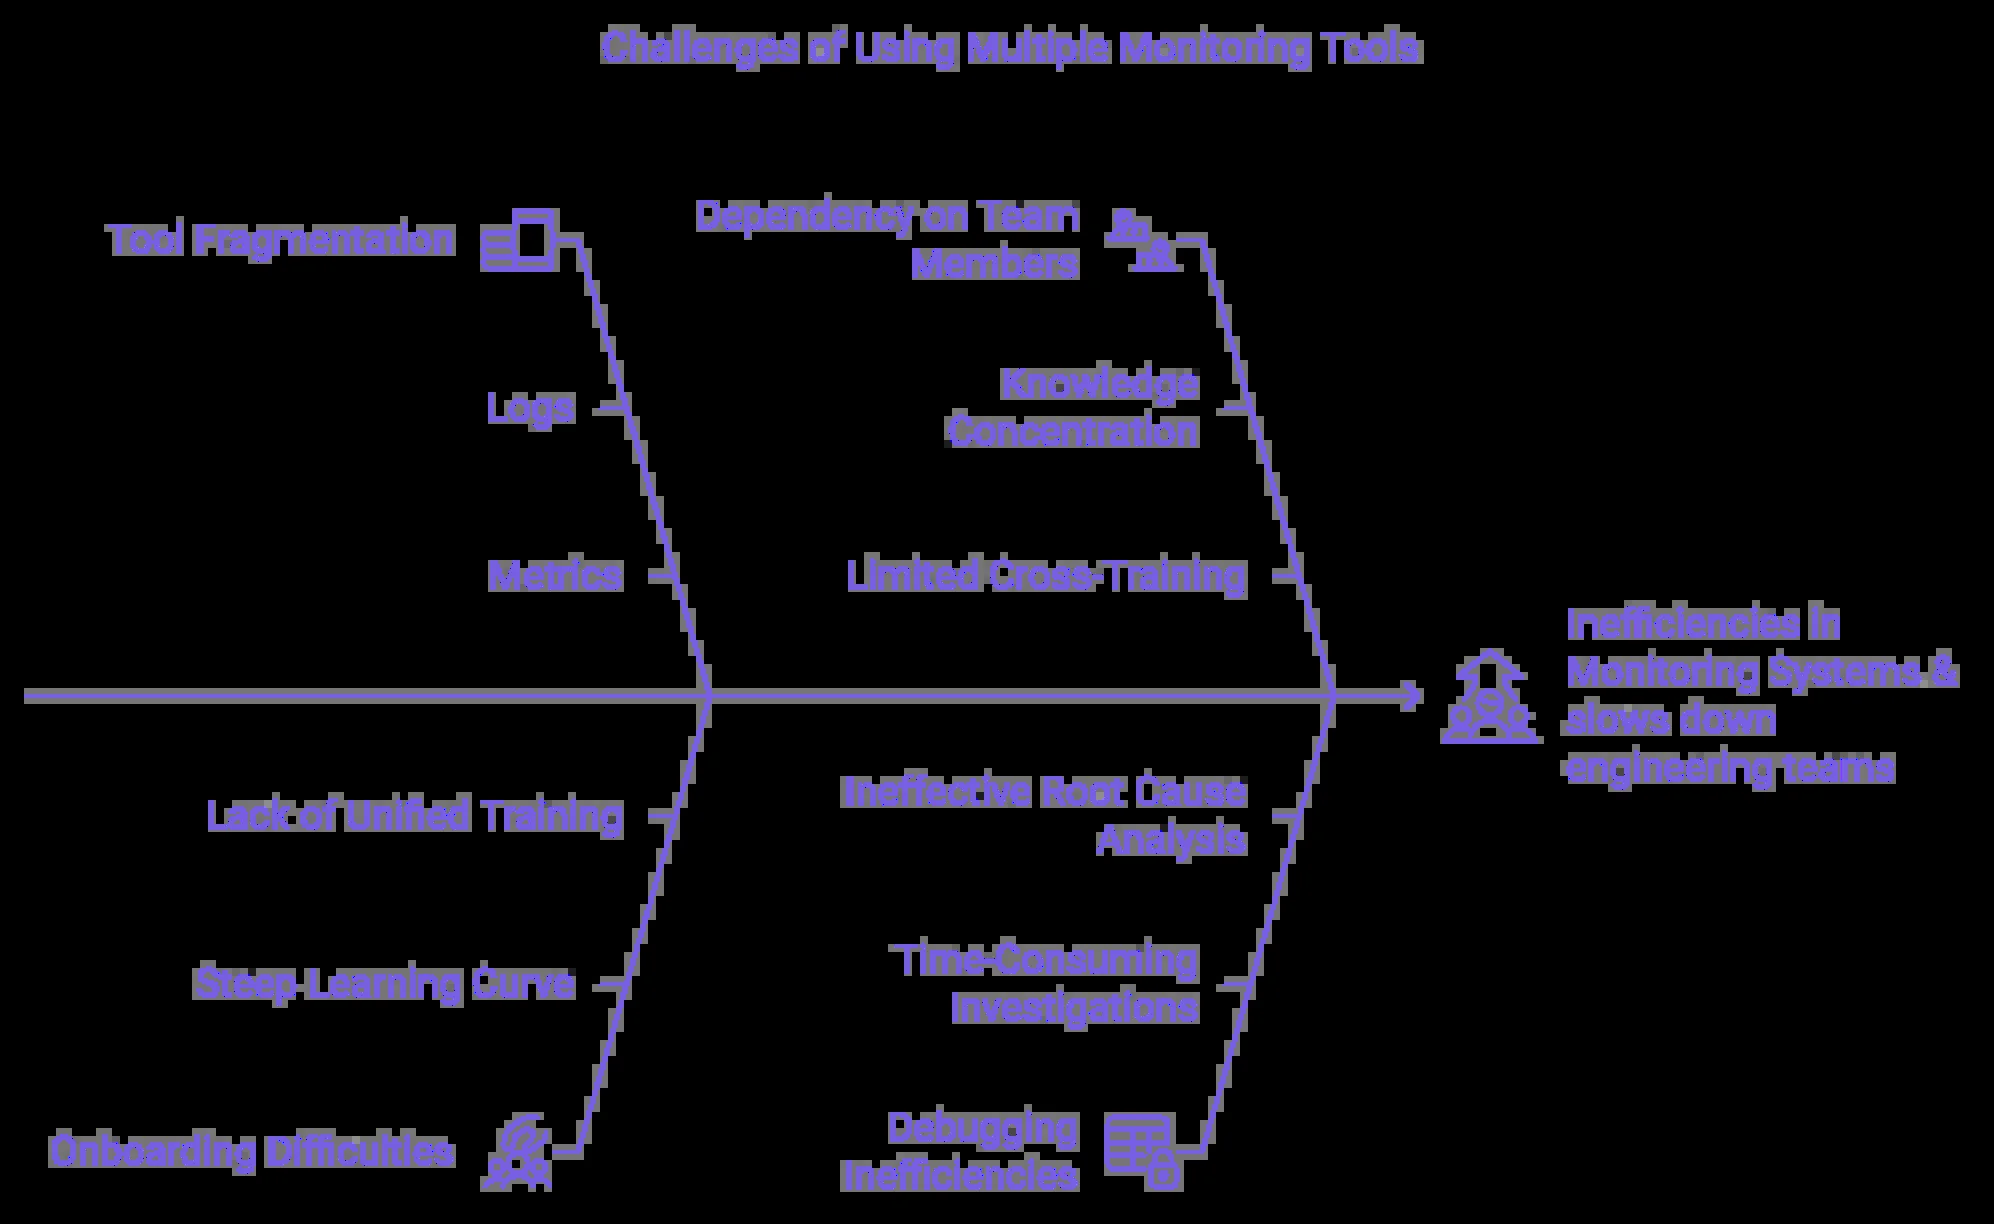 Challenges of Using Multiple Monitoring Tools
Tool Fragmentation
Logs
Metrics
Dependency on Team
Members
Knowledge
Concentration
Limited Cross-Training
Inefficiencies in
Monitoring Systems &
slows down
engineering teams
Lack of Unified Training
Steep Learning Curve
Onboarding Difficulties
Ineffective Root Cause
Analysis
Time-Consuming
Investigations
Debugging
Inefficiencies